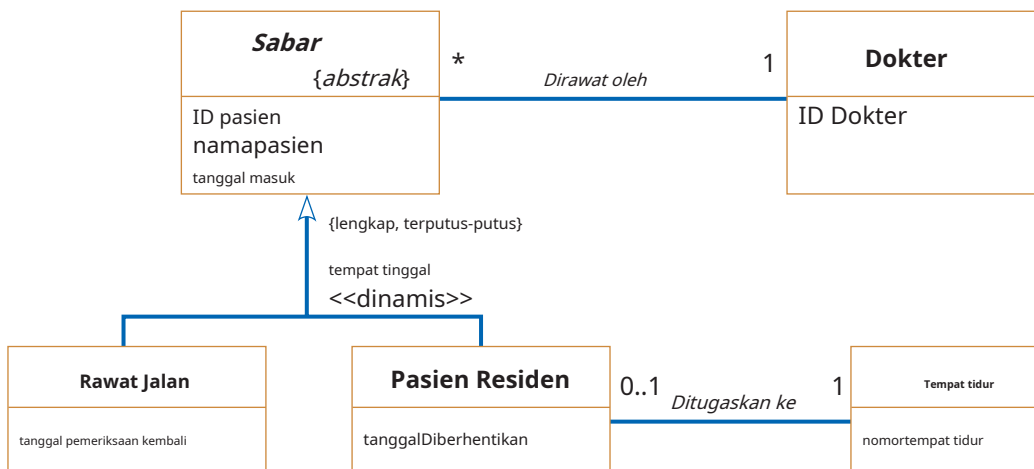 Sabar
{abstrak}
ID pasien
namapasien
tanggal masuk
*
Dirawat oleh
1
Dokter
ID Dokter
{lengkap, terputus-putus}
tempat tinggal
<<dinamis>>
Rawat Jalan
tanggal pemeriksaan kembali
Pasien Residen
tanggalDiberhentikan
0..1
Ditugaskan ke
1
Tempat tidur
nomortempat tidur